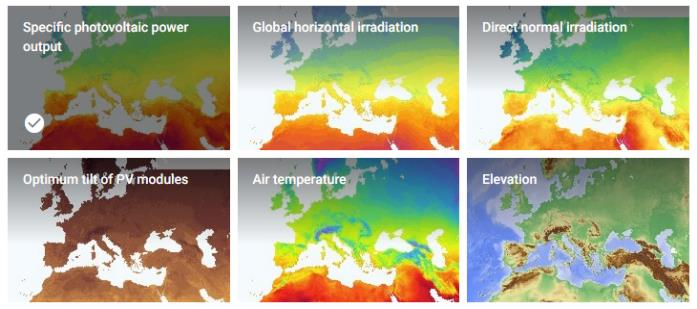 Specific photovoltaic power
output
Global horizontal irradiation
Direct normal irradiation
Optimum tilt of PV modules
Air temperature
Elevation